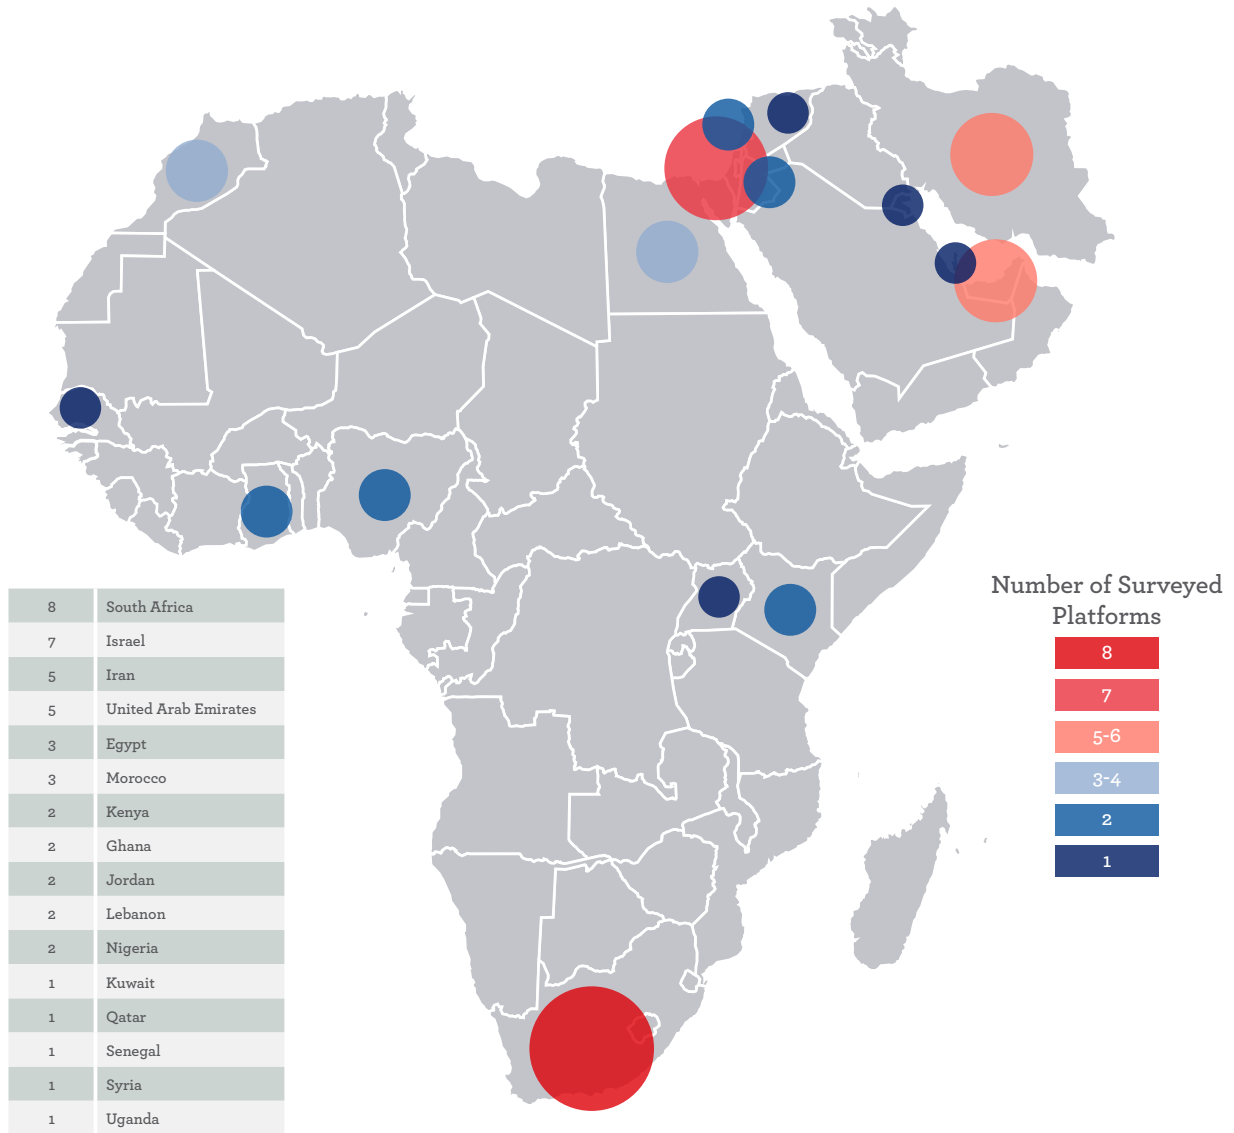 8 South Africa
7 Israel
5 Iran
5 United Arab Emirates
3 Egypt
3 Morocco
2 Kenya
2 Ghana
2 Jordan
2 Lebanon
2 Nigeria
1 Kuwait
1 Qatar
1 Senegal
1 Syria
1 Uganda
Number of Surveyed
Platforms
8
7
5-6
3-4
2
1